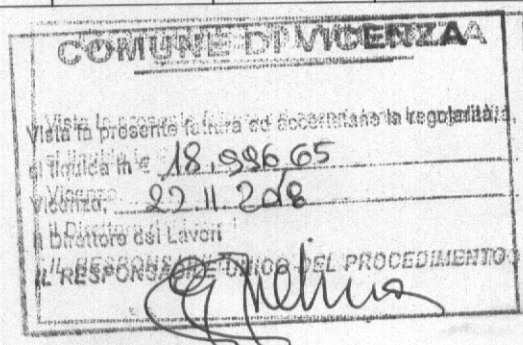 COMUNE DI VICENZA
Vista la presente fattura ed accertatane la regolarità,
si liquida in € 18.996,65
Vicenza, 22.11.2018
Il Direttore dei Lavori
IL RESPONSABILE UNICO DEL PROCEDIMENTO